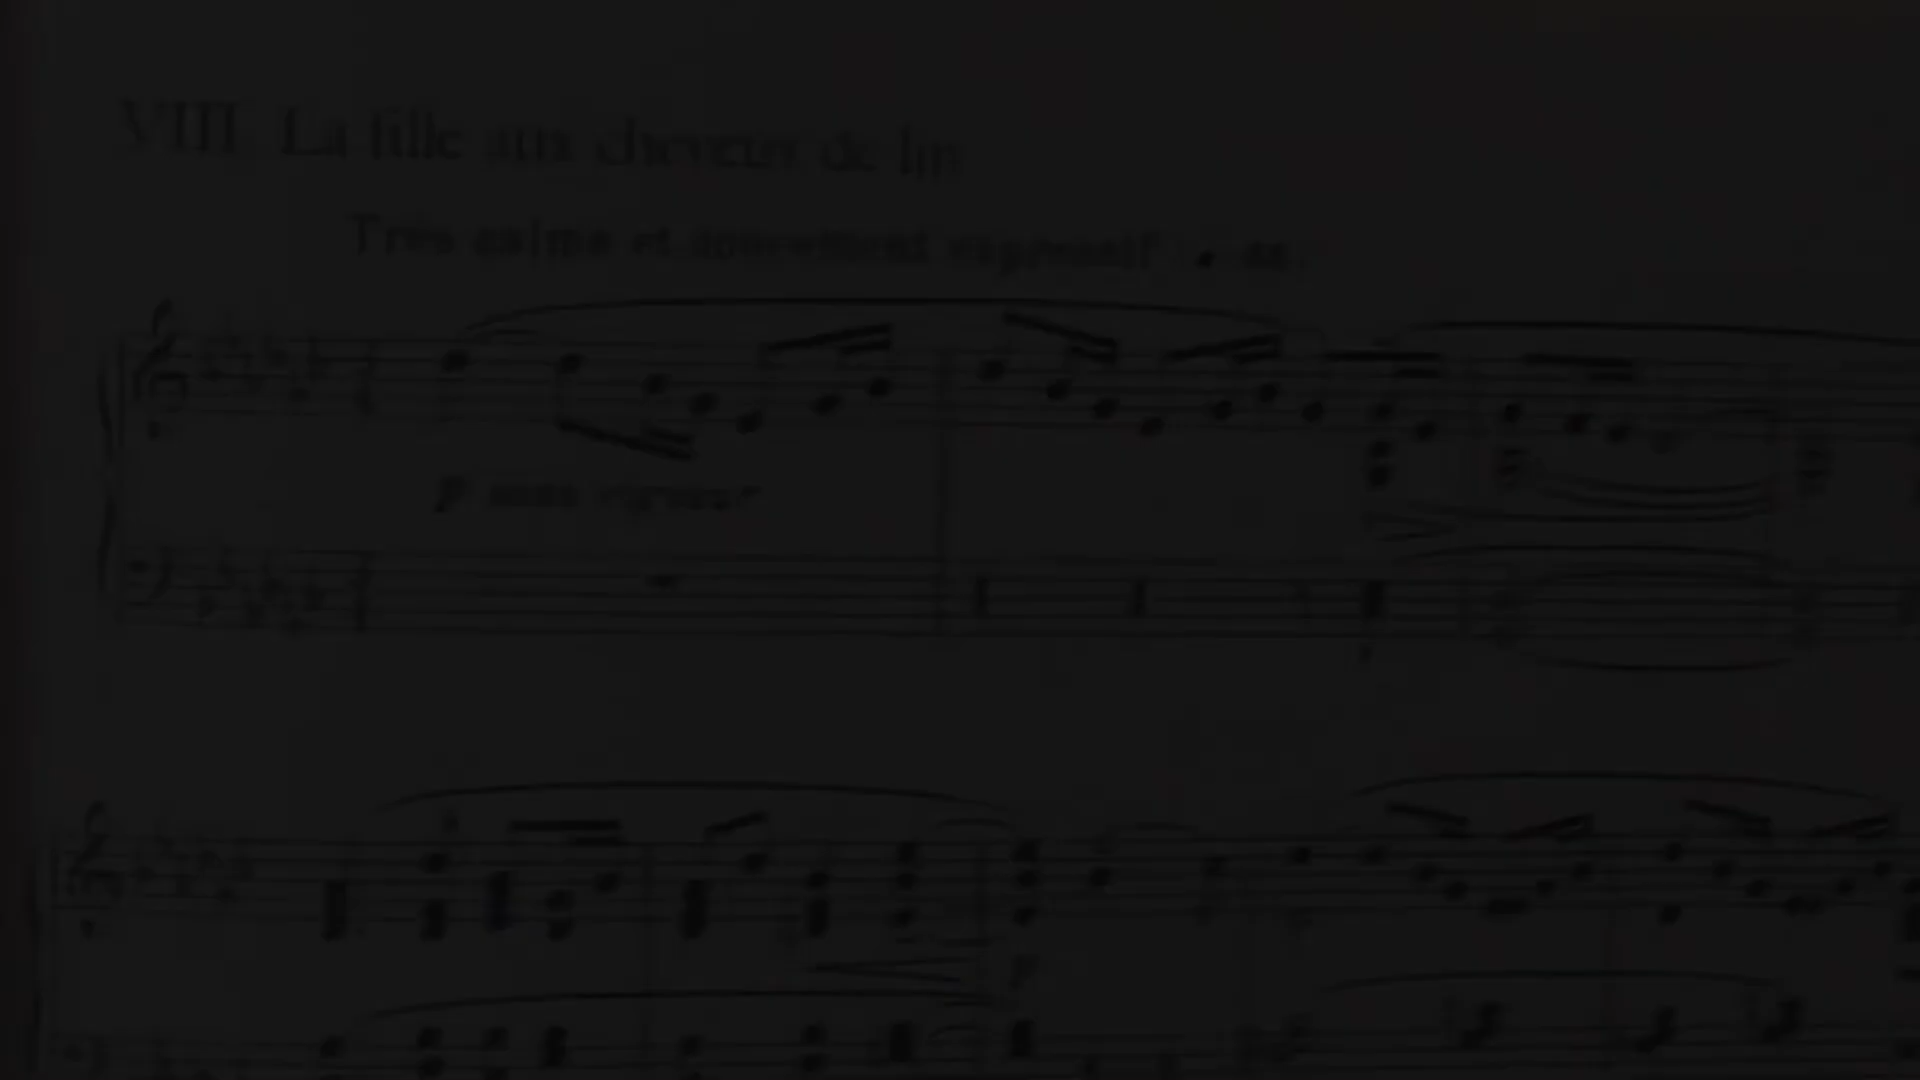 VIII. La fille aux cheveux de lin
Très calme et doucement expressif
p sans rigueur
p